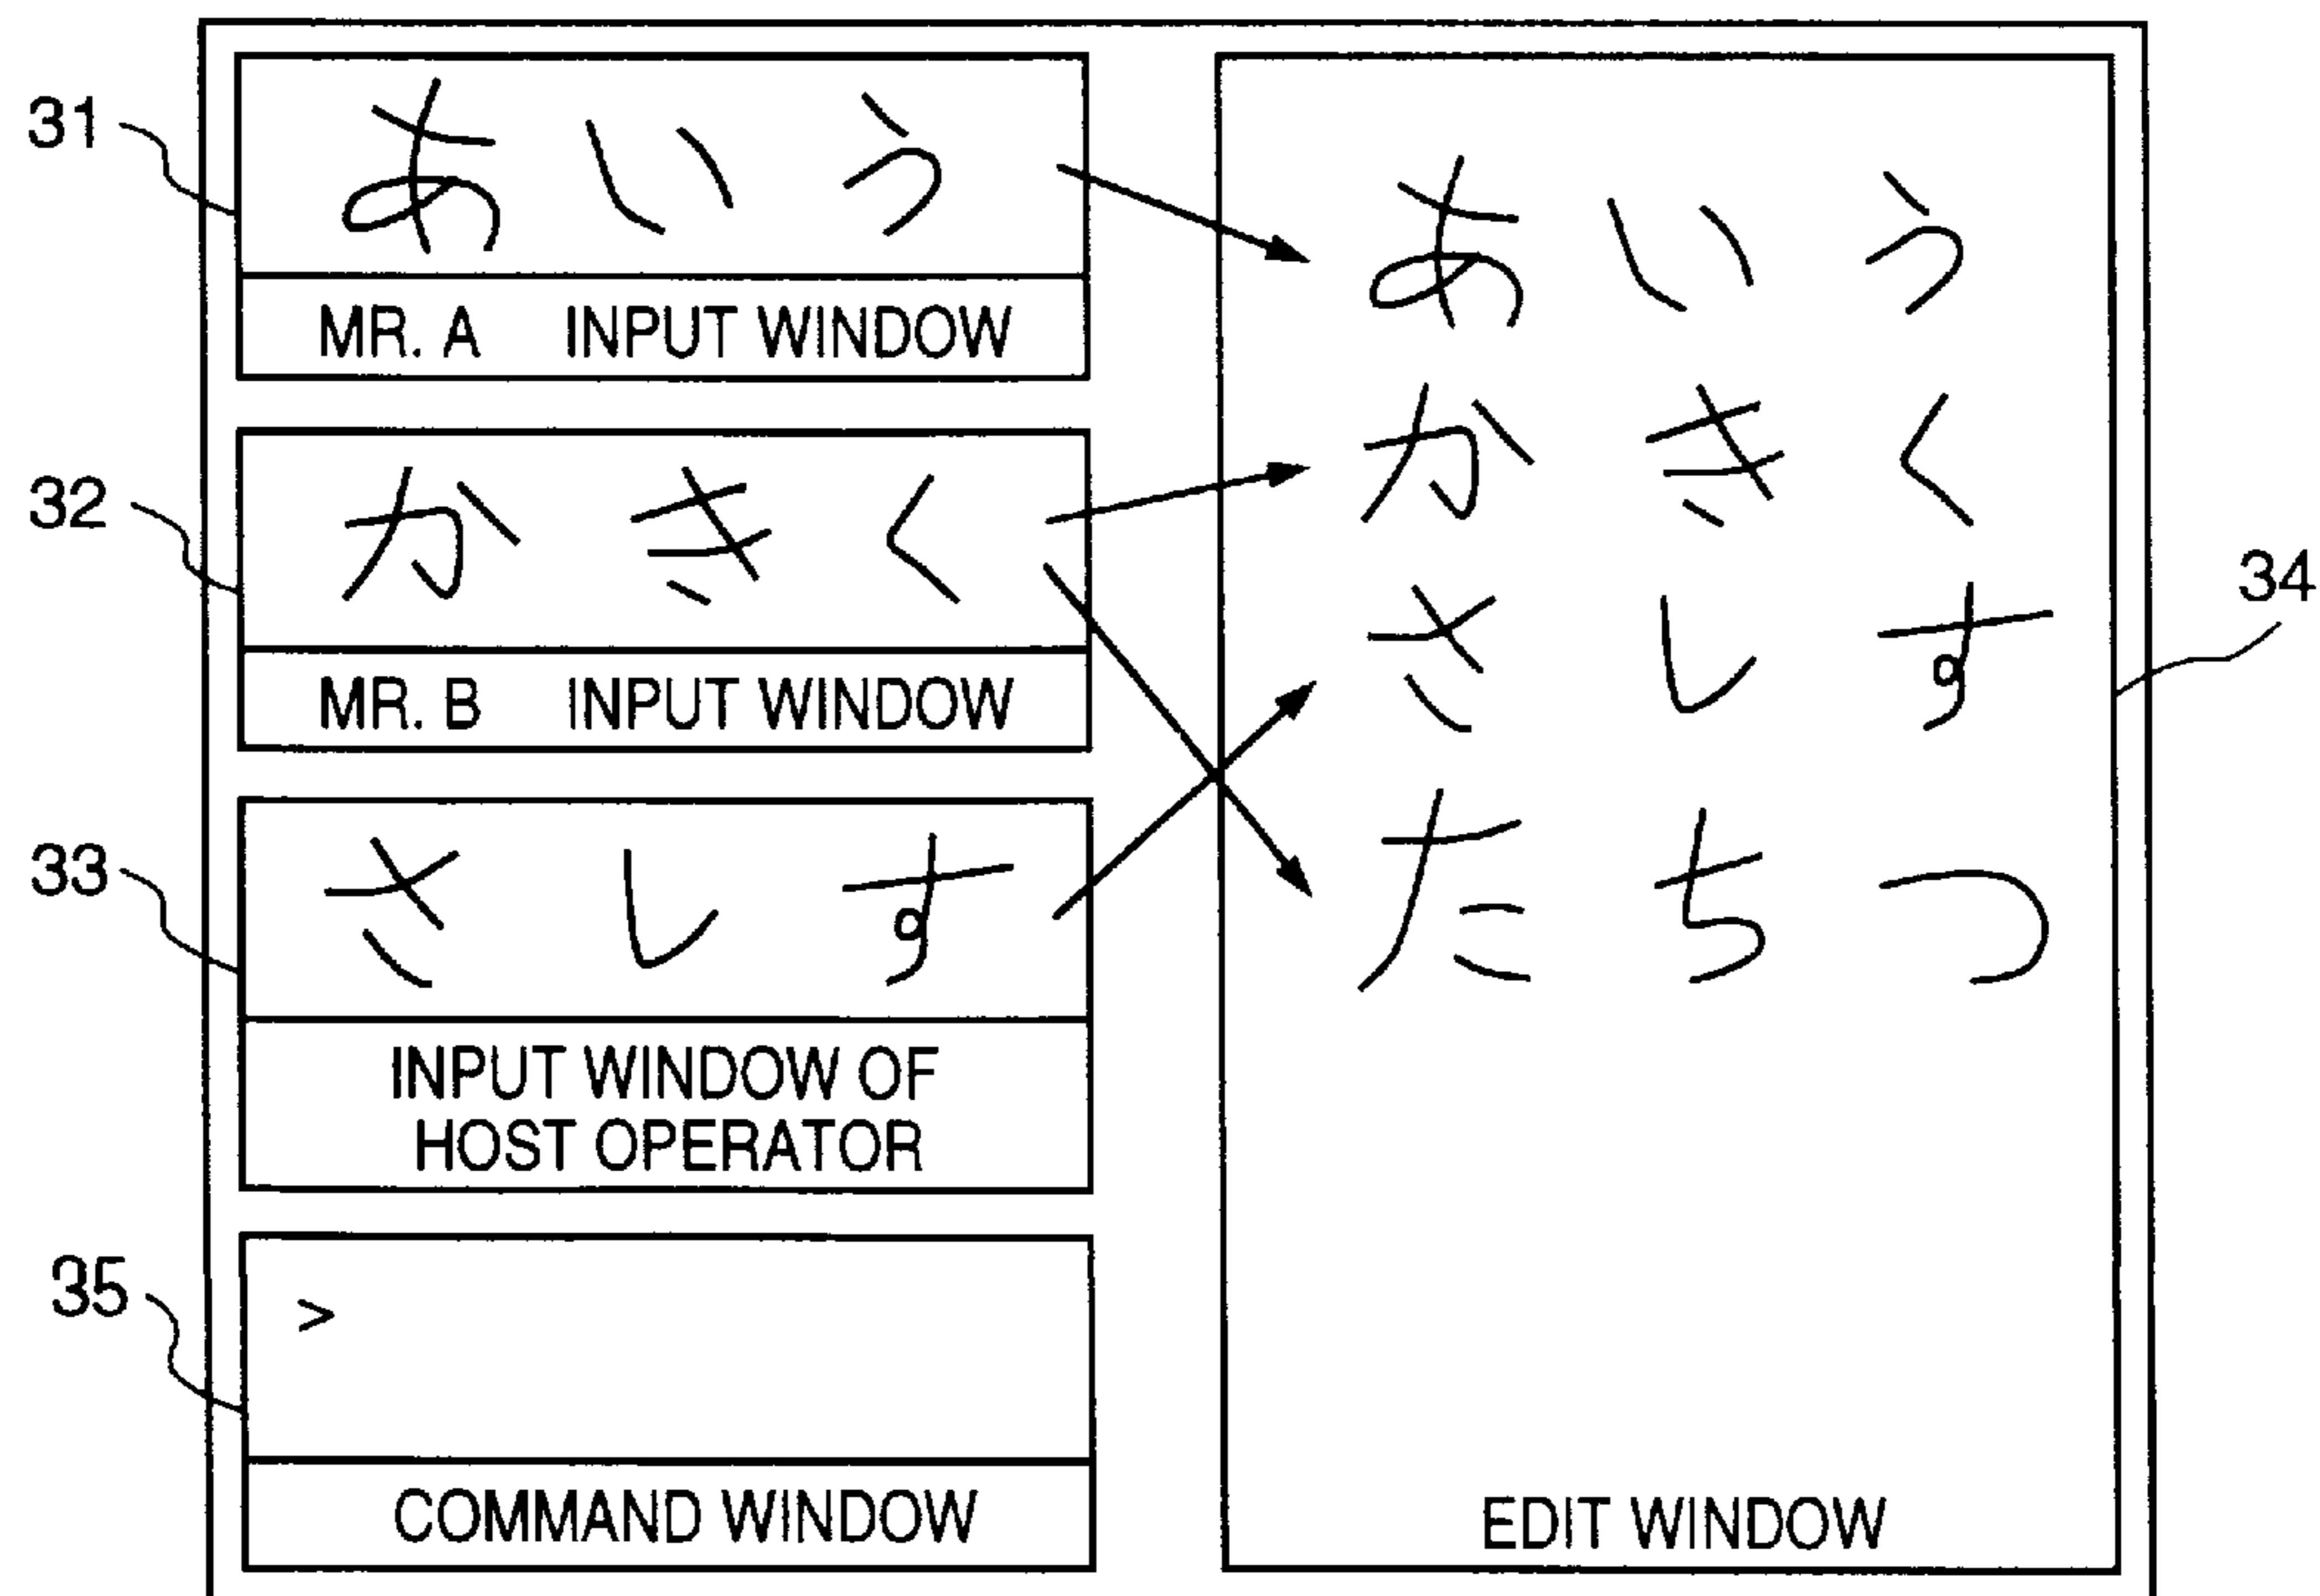 31
あいう
MR. A INPUT WINDOW
32
かきく
MR. B INPUT WINDOW
33
さしす
INPUT WINDOW OF
HOST OPERATOR
35
>
COMMAND WINDOW
あいう
かきく
さしす
たちつ
EDIT WINDOW
34